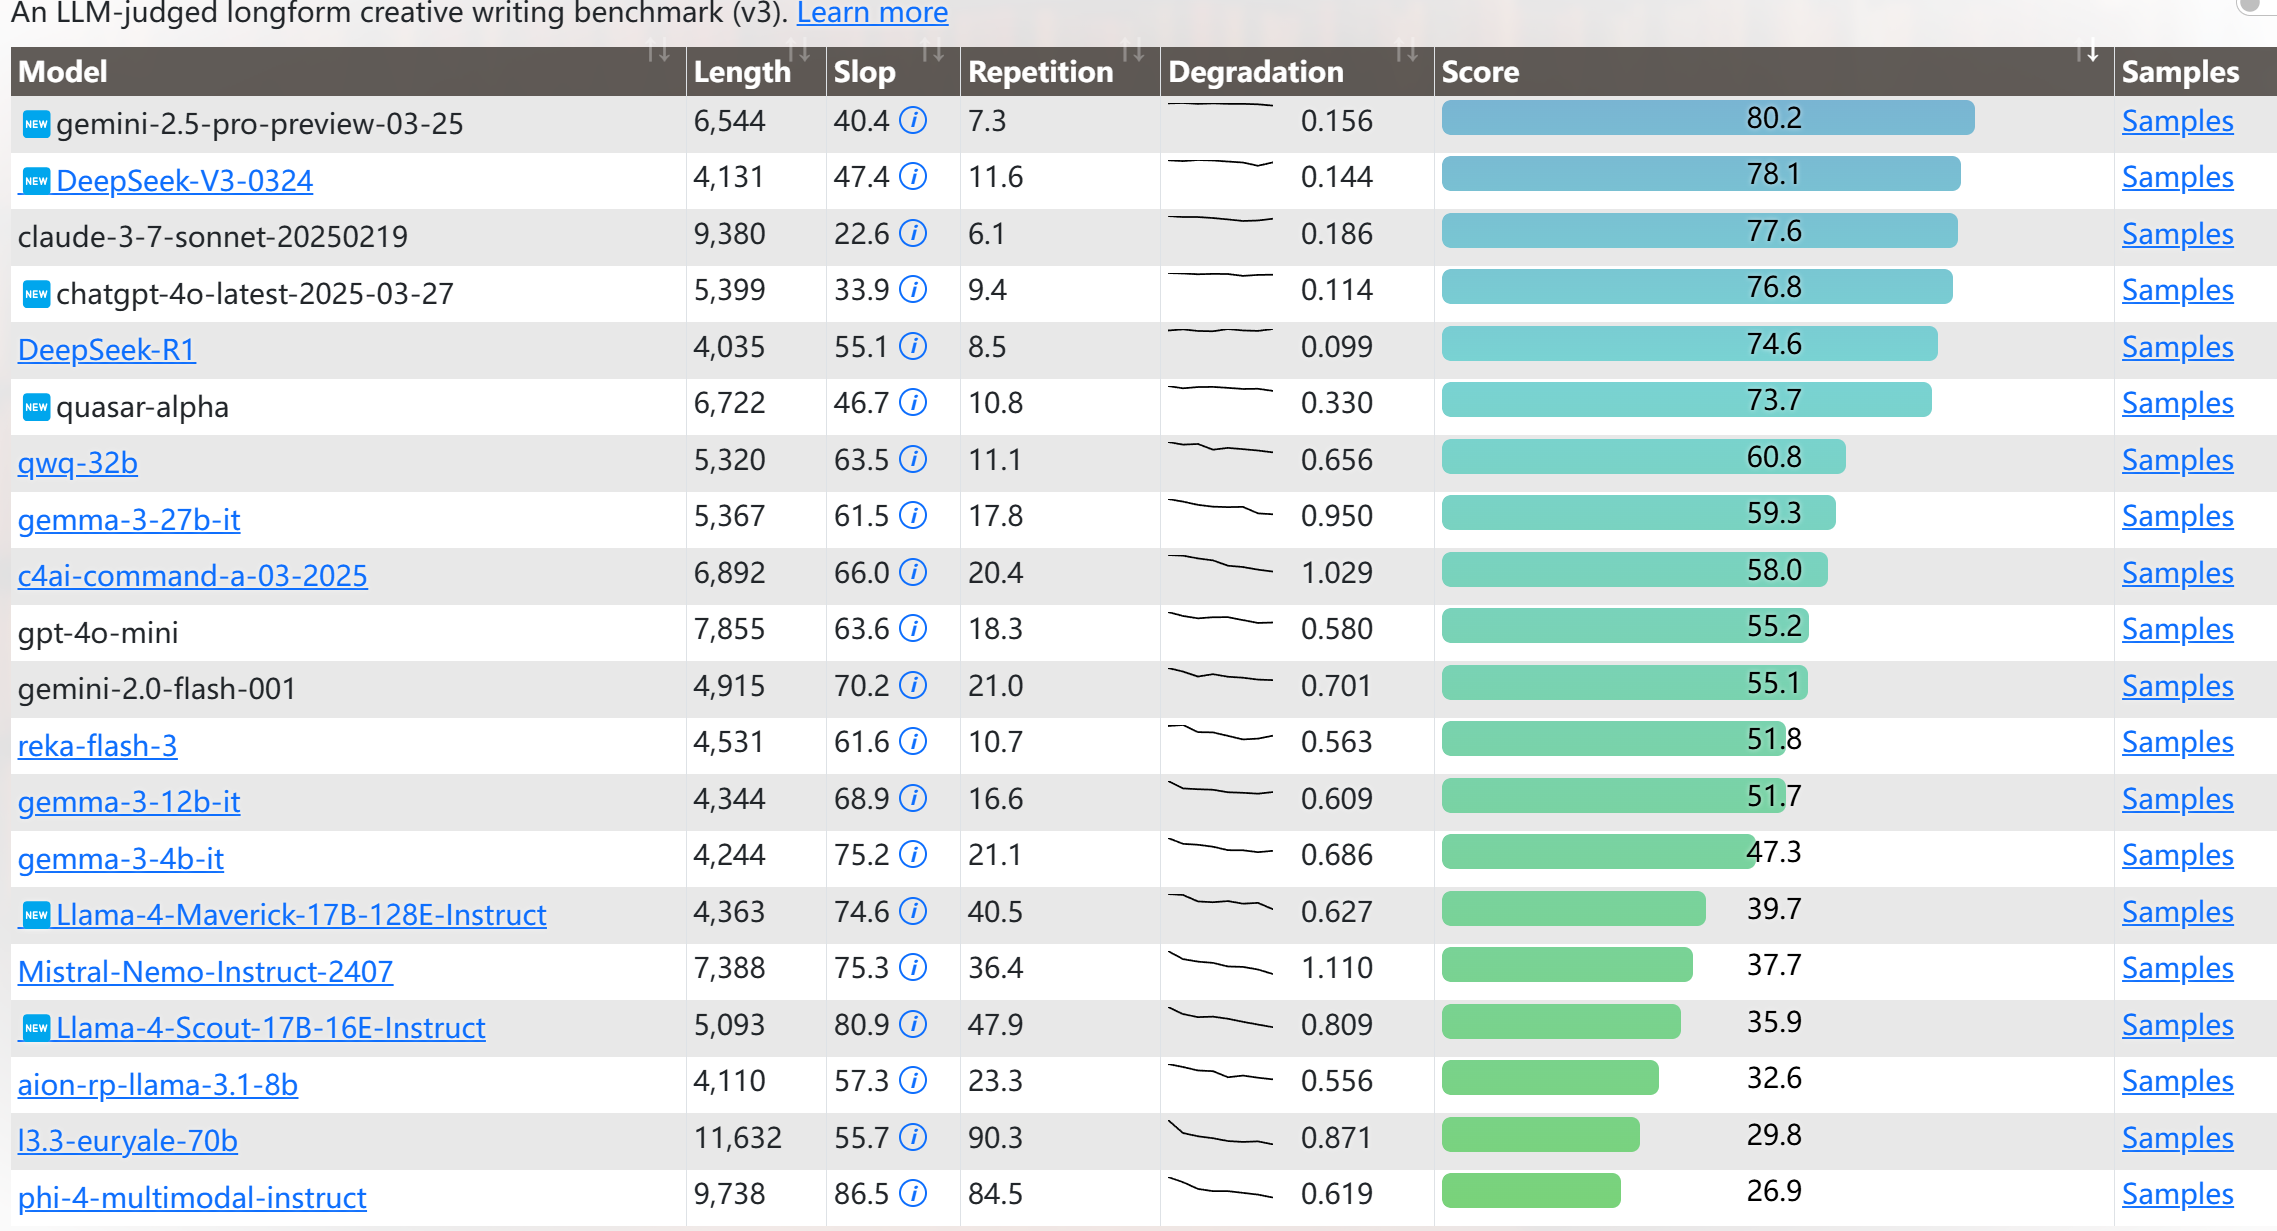 An LLM-judged longform creative writing benchmark (v3). Learn more
Model Length Slop Repetition Degradation Score Samples
NEW gemini-2.5-pro-preview-03-25 6,544 40.4 i 7.3 0.156 80.2 Samples
NEW DeepSeek-V3-0324 4,131 47.4 i 11.6 0.144 78.1 Samples
claude-3-7-sonnet-20250219 9,380 22.6 i 6.1 0.186 77.6 Samples
NEW chatgpt-4o-latest-2025-03-27 5,399 33.9 i 9.4 0.114 76.8 Samples
DeepSeek-R1 4,035 55.1 i 8.5 0.099 74.6 Samples
NEW quasar-alpha 6,722 46.7 i 10.8 0.330 73.7 Samples
qwq-32b 5,320 63.5 i 11.1 0.656 60.8 Samples
gemma-3-27b-it 5,367 61.5 i 17.8 0.950 59.3 Samples
c4ai-command-a-03-2025 6,892 66.0 i 20.4 1.029 58.0 Samples
gpt-4o-mini 7,855 63.6 i 18.3 0.580 55.2 Samples
gemini-2.0-flash-001 4,915 70.2 i 21.0 0.701 55.1 Samples
reka-flash-3 4,531 61.6 i 10.7 0.563 51.8 Samples
gemma-3-12b-it 4,344 68.9 i 16.6 0.609 51.7 Samples
gemma-3-4b-it 4,244 75.2 i 21.1 0.686 47.3 Samples
NEW Llama-4-Maverick-17B-128E-Instruct 4,363 74.6 i 40.5 0.627 39.7 Samples
Mistral-Nemo-Instruct-2407 7,388 75.3 i 36.4 1.110 37.7 Samples
NEW Llama-4-Scout-17B-16E-Instruct 5,093 80.9 i 47.9 0.809 35.9 Samples
aion-rp-llama-3.1-8b 4,110 57.3 i 23.3 0.556 32.6 Samples
l3.3-euryale-70b 11,632 55.7 i 90.3 0.871 29.8 Samples
phi-4-multimodal-instruct 9,738 86.5 i 84.5 0.619 26.9 Samples